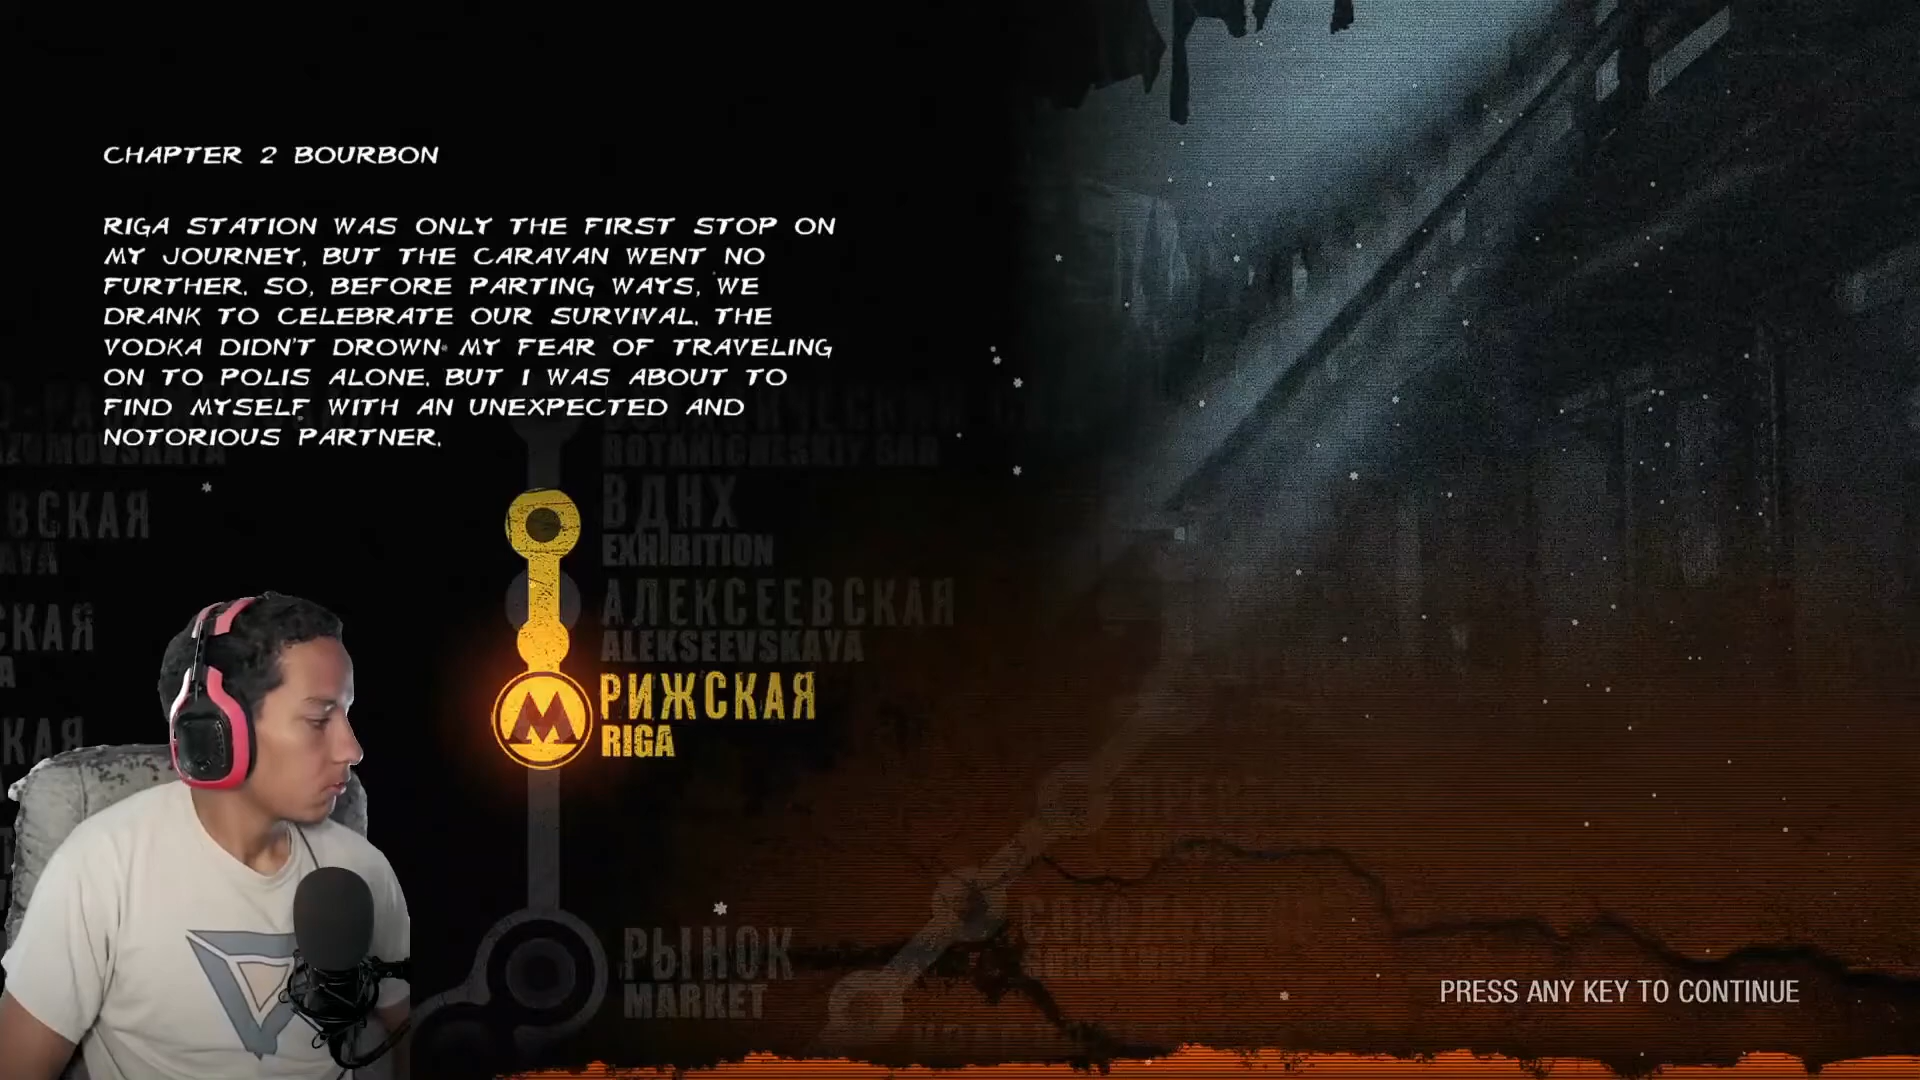 CHAPTER 2 BOURBON
RIGA STATION WAS ONLY THE FIRST STOP ON
MY JOURNEY, BUT THE CARAVAN WENT NO
FURTHER. SO, BEFORE PARTING WAYS, WE
DRANK TO CELEBRATE OUR SURVIVAL. THE
VODKA DIDN'T DROWN MY FEAR OF TRAVELING
ON TO POLIS ALONE. BUT I WAS ABOUT TO
FIND MYSELF WITH AN UNEXPECTED AND
NOTORIOUS PARTNER.
BOTANICHESKIY SAD
ВДНХ
EXHIBITION
АЛЕКСЕЕВСКАЯ
ALEKSEEVSKAYA
РИЖСКАЯ
RIGA
РЫНОК
MARKET
PRESS ANY KEY TO CONTINUE